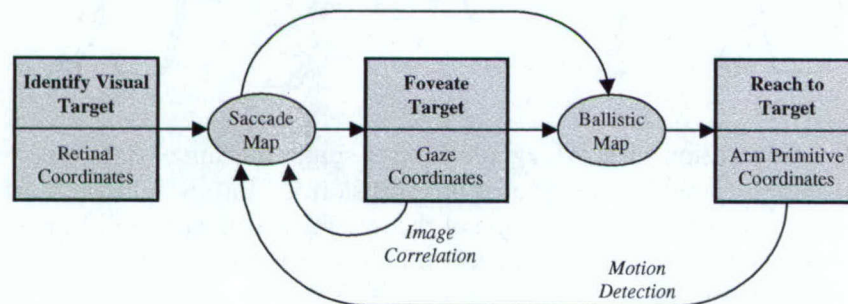 Identify Visual
Target
Retinal
Coordinates
Saccade
Map
Foveate
Target
Gaze
Coordinates
Ballistic
Map
Reach to
Target
Arm Primitive
Coordinates
Image
Correlation
Motion
Detection